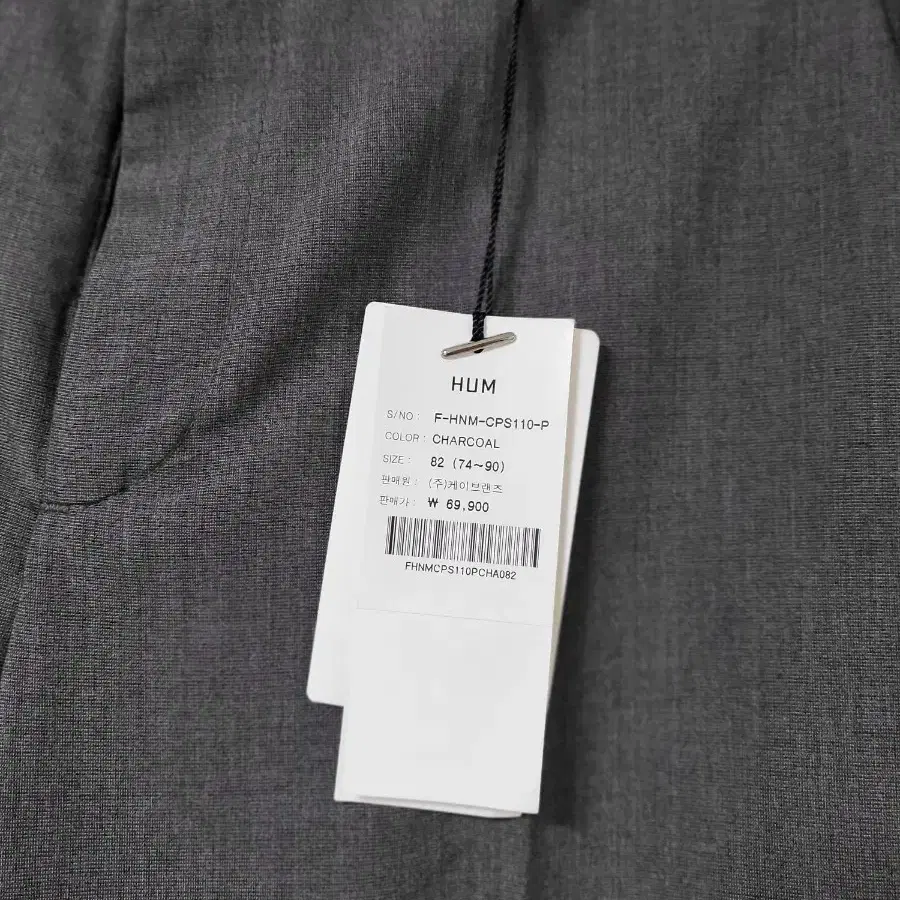 HUM
S/NO : F-HNM-CPS110-P
COLOR : CHARCOAL
SIZE : 82 (74~90)
판매원 : (주)케이브랜즈
판매가 : ₩ 69,900
FHNMCPS110PCHA082